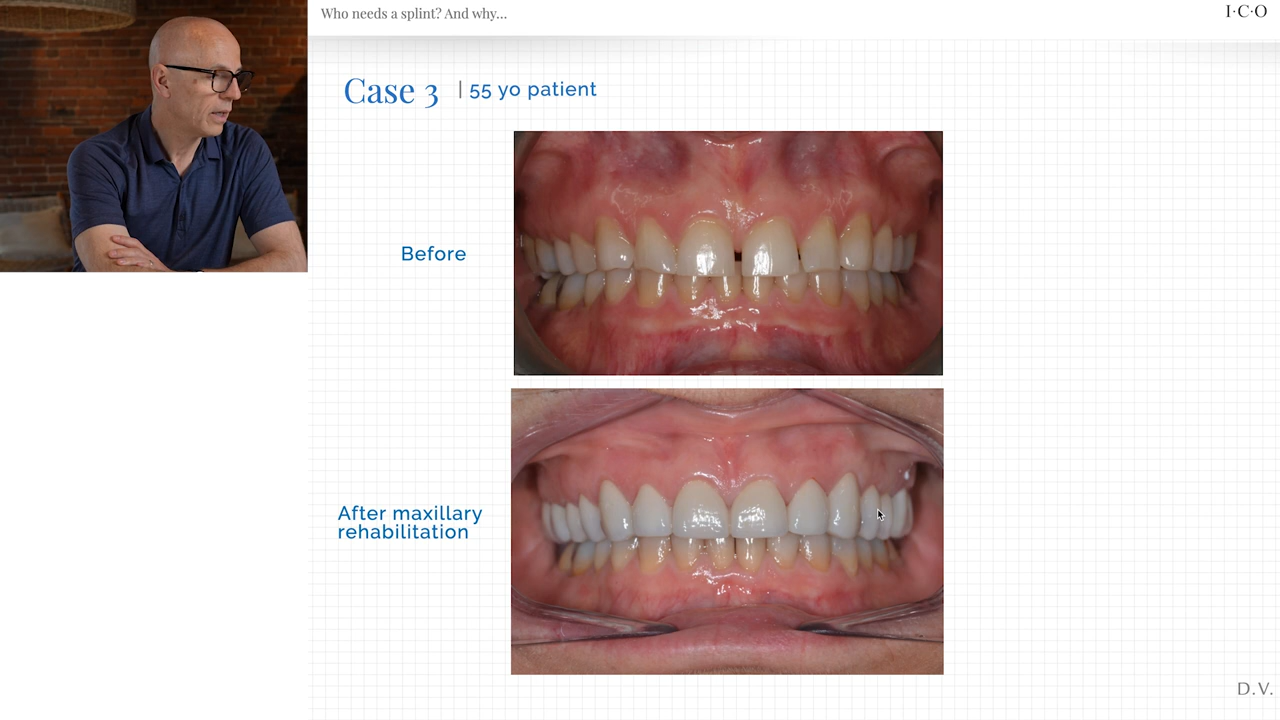 Who needs a splint? And why...
I·C·O
Case 3 | 55 yo patient
Before
After maxillary
rehabilitation
D.V.